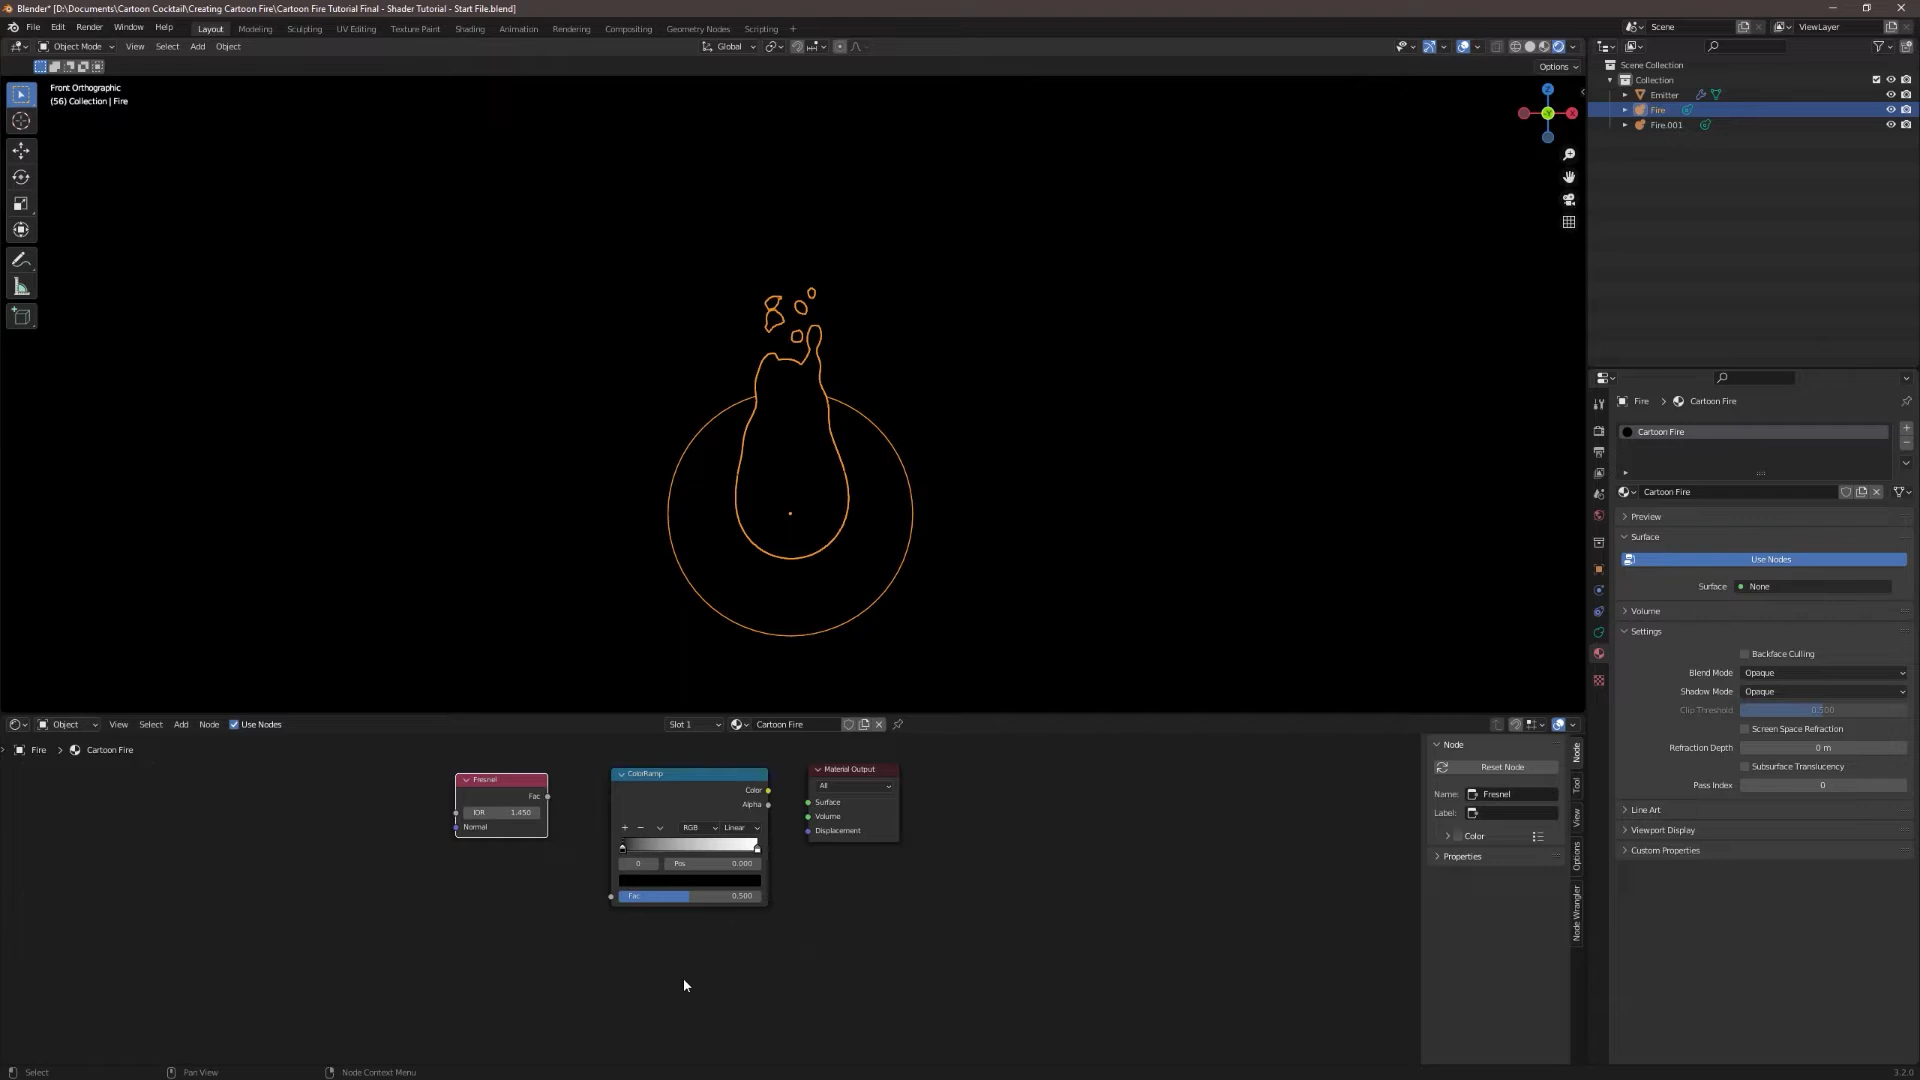 Blender* [D:\Documents\Cartoon Cocktail\Creating Cartoon Fire\Cartoon Fire Tutorial Final - Shader Tutorial - Start File.blend]
File Edit Render Window Help Layout Modeling Sculpting UV Editing Texture Paint Shading Animation Rendering Compositing Geometry Nodes Scripting + Scene ViewLayer
Object Mode View Select Add Object Global
Options
Front Orthographic
(56) Collection | Fire
Z
X
Y
Scene Collection
Collection
Emitter
Fire
Fire.001
Fire > Cartoon Fire
Cartoon Fire
Cartoon Fire
Preview
Surface
Use Nodes
Surface None
Volume
Settings
Backface Culling
Blend Mode Opaque
Shadow Mode Opaque
Clip Threshold 0.500
Screen Space Refraction
Refraction Depth 0 m
Subsurface Translucency
Pass Index 0
Line Art
Viewport Display
Custom Properties
Object View Select Add Node Use Nodes Slot 1 Cartoon Fire
Fire > Cartoon Fire
Fresnel
Fac
IOR 1.450
Normal
ColorRamp
Color
Alpha
+ − RGB Linear
0 Pos 0.000
Fac 0.500
Material Output
All
Surface
Volume
Displacement
Node
Reset Node
Name: Fresnel
Label:
Color
Properties
Node
Tool
View
Options
Node Wrangler
Select Pan View Node Context Menu 3.2.0